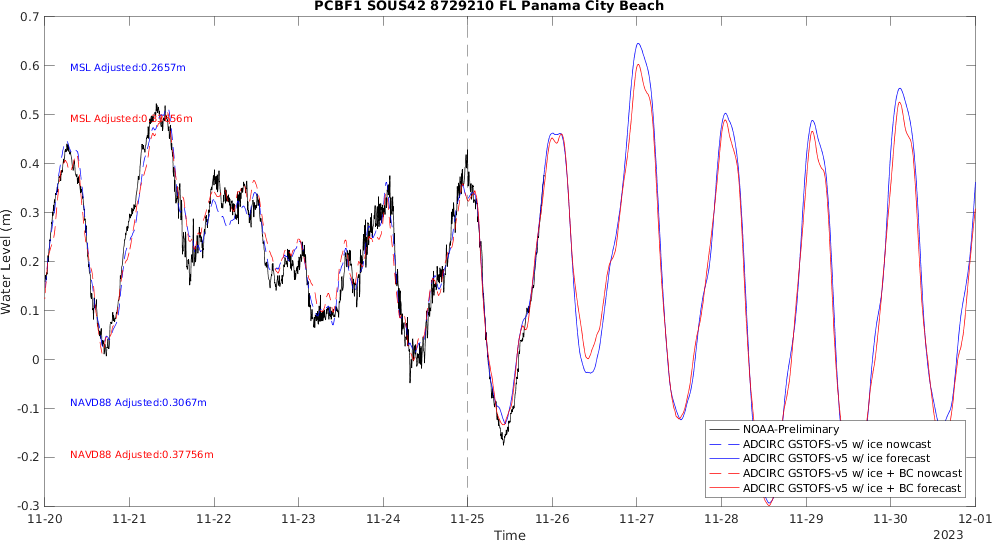 PCBF1 SOUS42 8729210 FL Panama City Beach
0.7
0.6
0.5
0.4
0.3
0.2
0.1
0
-0.1
-0.2
-0.3
Water Level (m)
MSL Adjusted:0.2657m
MSL Adjusted:
NAVD88 Adjusted:0.3067m
NAVD88 Adjusted:0.37756m
NOAA-Preliminary
ADCIRC GSTOFS-v5 w/ ice nowcast
ADCIRC GSTOFS-v5 w/ ice forecast
ADCIRC GSTOFS-v5 w/ ice + BC nowcast
ADCIRC GSTOFS-v5 w/ ice + BC forecast
11-20
11-21
11-22
11-23
11-24
11-25
11-26
11-27
11-28
11-29
11-30
12-01
2023
Time